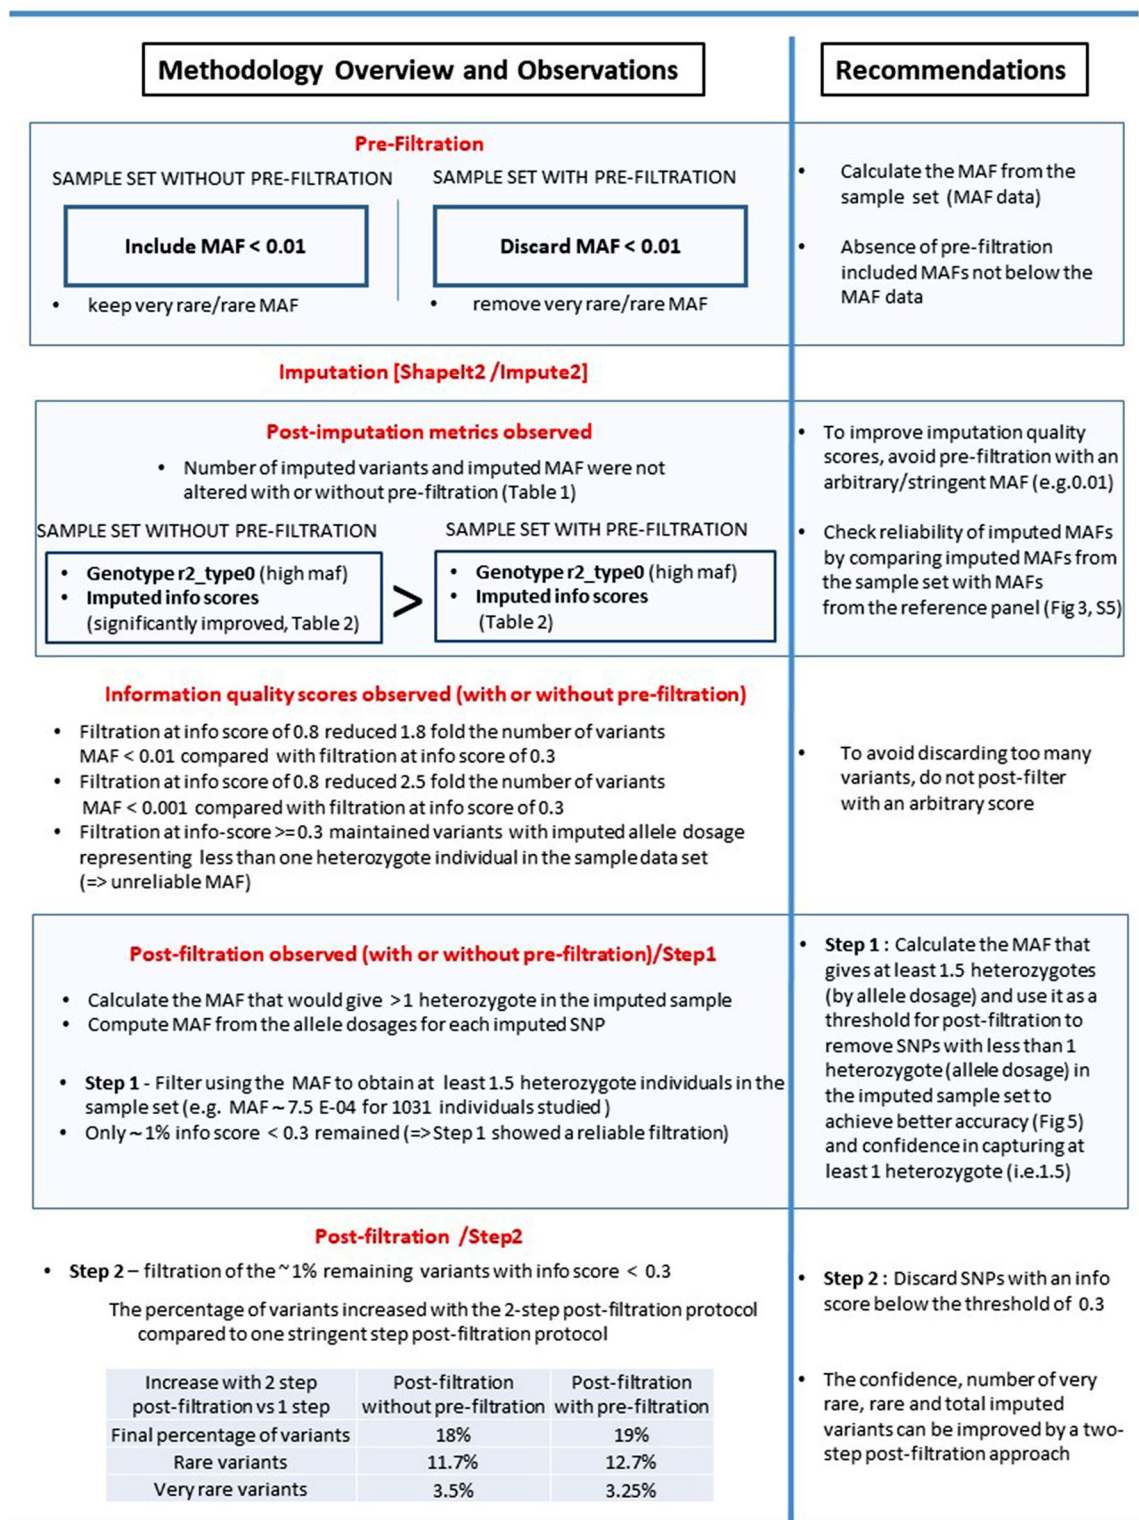 Methodology Overview and Observations
Recommendations
Pre-Filtration
SAMPLE SET WITHOUT PRE-FILTRATION
SAMPLE SET WITH PRE-FILTRATION
Include MAF < 0.01
Discard MAF < 0.01
• keep very rare/rare MAF
• remove very rare/rare MAF
• Calculate the MAF from the
sample set (MAF data)
• Absence of pre-filtration
included MAFs not below the
MAF data
Imputation [ShapeIt2 /Impute2]
Post-imputation metrics observed
• Number of imputed variants and imputed MAF were not
altered with or without pre-filtration (Table 1)
SAMPLE SET WITHOUT PRE-FILTRATION
SAMPLE SET WITH PRE-FILTRATION
• Genotype r2_type0 (high maf)
• Imputed info scores
(significantly improved, Table 2)
>
• Genotype r2_type0 (high maf)
• Imputed info scores
(Table 2)
• To improve imputation quality
scores, avoid pre-filtration with an
arbitrary/stringent MAF (e.g.0.01)
• Check reliability of imputed MAFs
by comparing imputed MAFs from
the sample set with MAFs
from the reference panel (Fig 3, S5)
Information quality scores observed (with or without pre-filtration)
• Filtration at info score of 0.8 reduced 1.8 fold the number of variants
MAF < 0.01 compared with filtration at info score of 0.3
• Filtration at info score of 0.8 reduced 2.5 fold the number of variants
MAF < 0.001 compared with filtration at info score of 0.3
• Filtration at info-score >= 0.3 maintained variants with imputed allele dosage
representing less than one heterozygote individual in the sample data set
(=> unreliable MAF)
• To avoid discarding too many
variants, do not post-filter
with an arbitrary score
Post-filtration observed (with or without pre-filtration)/Step1
• Calculate the MAF that would give >1 heterozygote in the imputed sample
• Compute MAF from the allele dosages for each imputed SNP
• Step 1 - Filter using the MAF to obtain at least 1.5 heterozygote individuals in the
sample set (e.g. MAF ~ 7.5 E-04 for 1031 individuals studied )
• Only ~ 1% info score < 0.3 remained (=> Step 1 showed a reliable filtration)
• Step 1 : Calculate the MAF that
gives at least 1.5 heterozygotes
(by allele dosage) and use it as a
threshold for post-filtration to
remove SNPs with less than 1
heterozygote (allele dosage) in
the imputed sample set to
achieve better accuracy (Fig 5)
and confidence in capturing at
least 1 heterozygote (i.e.1.5)
Post-filtration /Step2
• Step 2 – filtration of the ~ 1% remaining variants with info score < 0.3
The percentage of variants increased with the 2-step post-filtration protocol
compared to one stringent step post-filtration protocol
Increase with 2 step
post-filtration vs 1 step
Post-filtration
without pre-filtration
Post-filtration
with pre-filtration
Final percentage of variants 18% 19%
Rare variants 11.7% 12.7%
Very rare variants 3.5% 3.25%
• Step 2 : Discard SNPs with an info
score below the threshold of 0.3
• The confidence, number of very
rare, rare and total imputed
variants can be improved by a two-
step post-filtration approach